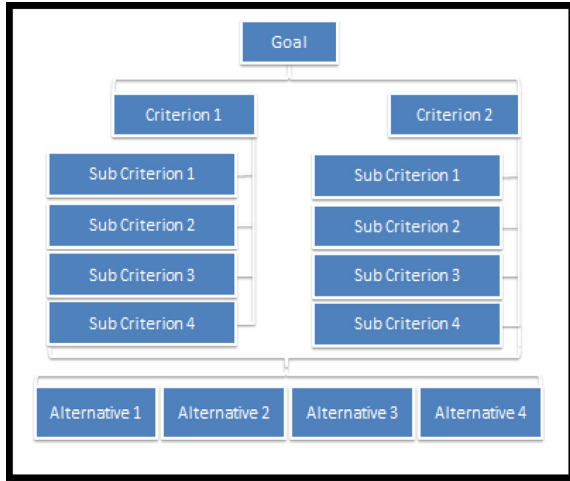 Goal
Criterion 1
Criterion 2
Sub Criterion 1
Sub Criterion 2
Sub Criterion 3
Sub Criterion 4
Sub Criterion 1
Sub Criterion 2
Sub Criterion 3
Sub Criterion 4
Alternative 1
Alternative 2
Alternative 3
Alternative 4